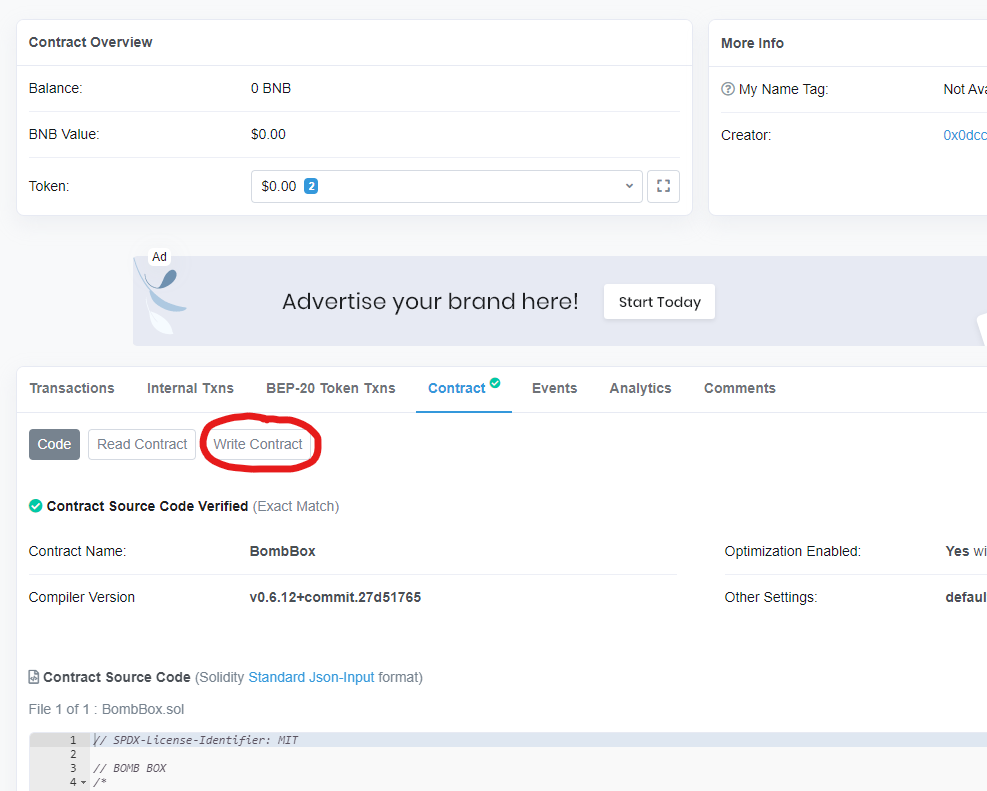 Contract Overview
Balance: 0 BNB
BNB Value: $0.00
Token: $0.00 2
More Info
My Name Tag: Not Ava
Creator: 0x0dcc
Ad
Advertise your brand here! Start Today
Transactions Internal Txns BEP-20 Token Txns Contract Events Analytics Comments
Code Read Contract Write Contract
Contract Source Code Verified (Exact Match)
Contract Name: BombBox
Optimization Enabled: Yes wi
Compiler Version v0.6.12+commit.27d51765
Other Settings: defaul
Contract Source Code (Solidity Standard Json-Input format)
File 1 of 1 : BombBox.sol
1 // SPDX-License-Identifier: MIT
2
3 // BOMB BOX
4 /*